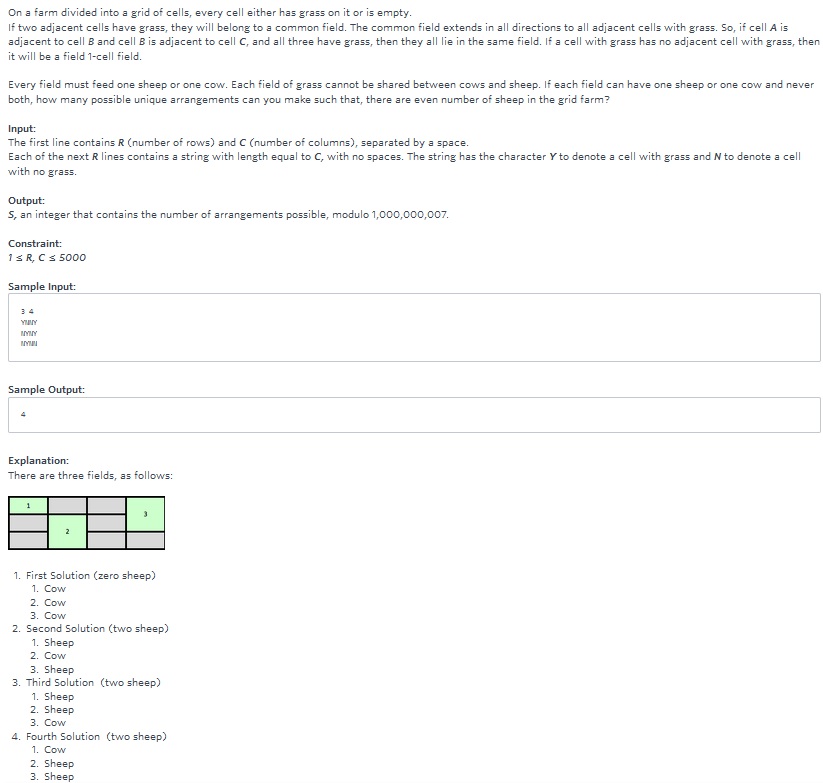 On a farm divided into a grid of cells, every cell either has grass on it or is empty.
If two adjacent cells have grass, they will belong to a common field. The common field extends in all directions to all adjacent cells with grass. So, if cell A is
adjacent to cell B and cell B is adjacent to cell C, and all three have grass, then they all lie in the same field. If a cell with grass has no adjacent cell with grass, then
it will be a field 1-cell field.
Every field must feed one sheep or one cow. Each field of grass cannot be shared between cows and sheep. If each field can have one sheep or one cow and never
both, how many possible unique arrangements can you make such that, there are even number of sheep in the grid farm?
Input:
The first line contains R (number of rows) and C (number of columns), separated by a space.
Each of the next R lines contains a string with length equal to C, with no spaces. The string has the character Y to denote a cell with grass and N to denote a cell
with no grass.
Output:
S, an integer that contains the number of arrangements possible, modulo 1,000,000,007.
Constraint:
1 ≤ R, C ≤ 5000
Sample Input:
3 4
YNNY
NYNY
NYNN
Sample Output:
4
Explanation:
There are three fields, as follows:
1
3
2
1. First Solution (zero sheep)
1. Cow
2. Cow
3. Cow
2. Second Solution (two sheep)
1. Sheep
2. Cow
3. Sheep
3. Third Solution (two sheep)
1. Sheep
2. Sheep
3. Cow
4. Fourth Solution (two sheep)
1. Cow
2. Sheep
3. Sheep